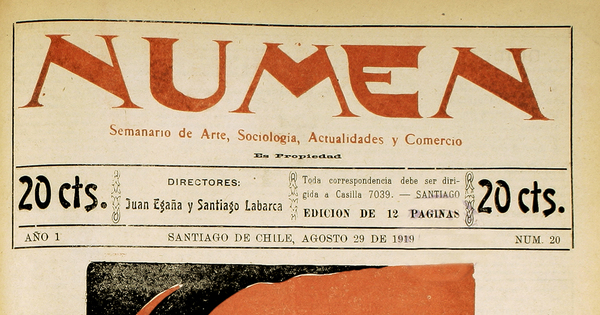 NUMEN
Semanario de Arte, Sociología, Actualidades y Comercio
Es Propiedad
20 cts.
DIRECTORES:
Juan Egaña y Santiago Labarca
Toda correspondencia debe ser diri-
gida a Casilla 7039. — SANTIAGO
EDICION DE 12 PAGINAS
20 cts.
AÑO 1
SANTIAGO DE CHILE, AGOSTO 29 DE 1919
NUM. 20